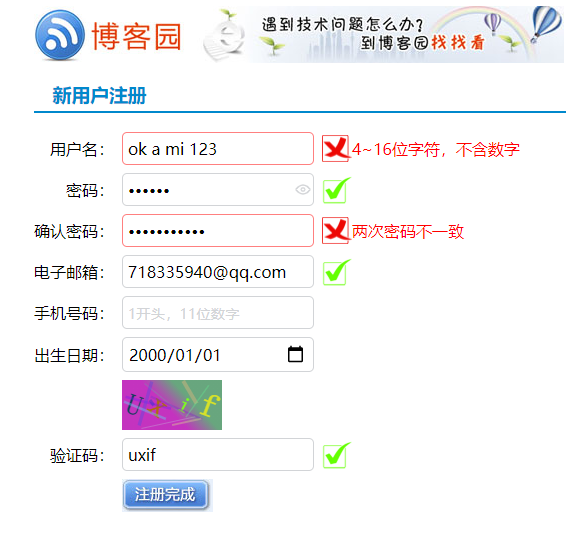 博客园
遇到技术问题怎么办?
到博客园找找看
新用户注册
用户名： ok a mi 123 4~16位字符，不含数字
密码： ••••••
确认密码： ••••••••••• 两次密码不一致
电子邮箱： 718335940@qq.com
手机号码： 1开头，11位数字
出生日期： 2000/01/01
Uxif
验证码： uxif
注册完成